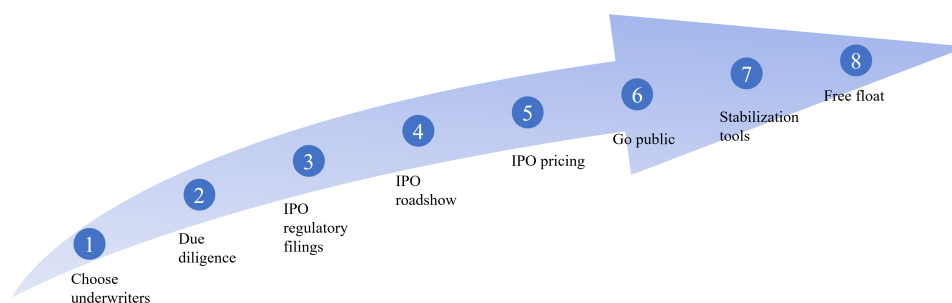 1
Choose
underwriters
2
Due
diligence
3
IPO
regulatory
filings
4
IPO
roadshow
5
IPO pricing
6
Go public
7
Stabilization
tools
8
Free float